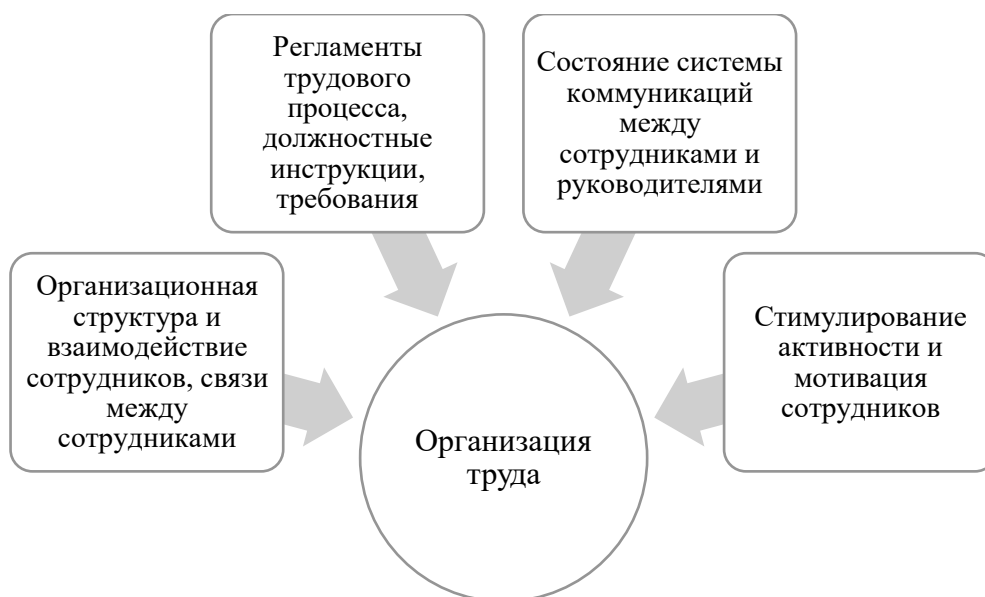 Регламенты
трудового
процесса,
должностные
инструкции,
требования
Состояние системы
коммуникаций
между
сотрудниками и
руководителями
Организационная
структура и
взаимодействие
сотрудников, связи
между
сотрудниками
Стимулирование
активности и
мотивация
сотрудников
Организация
труда